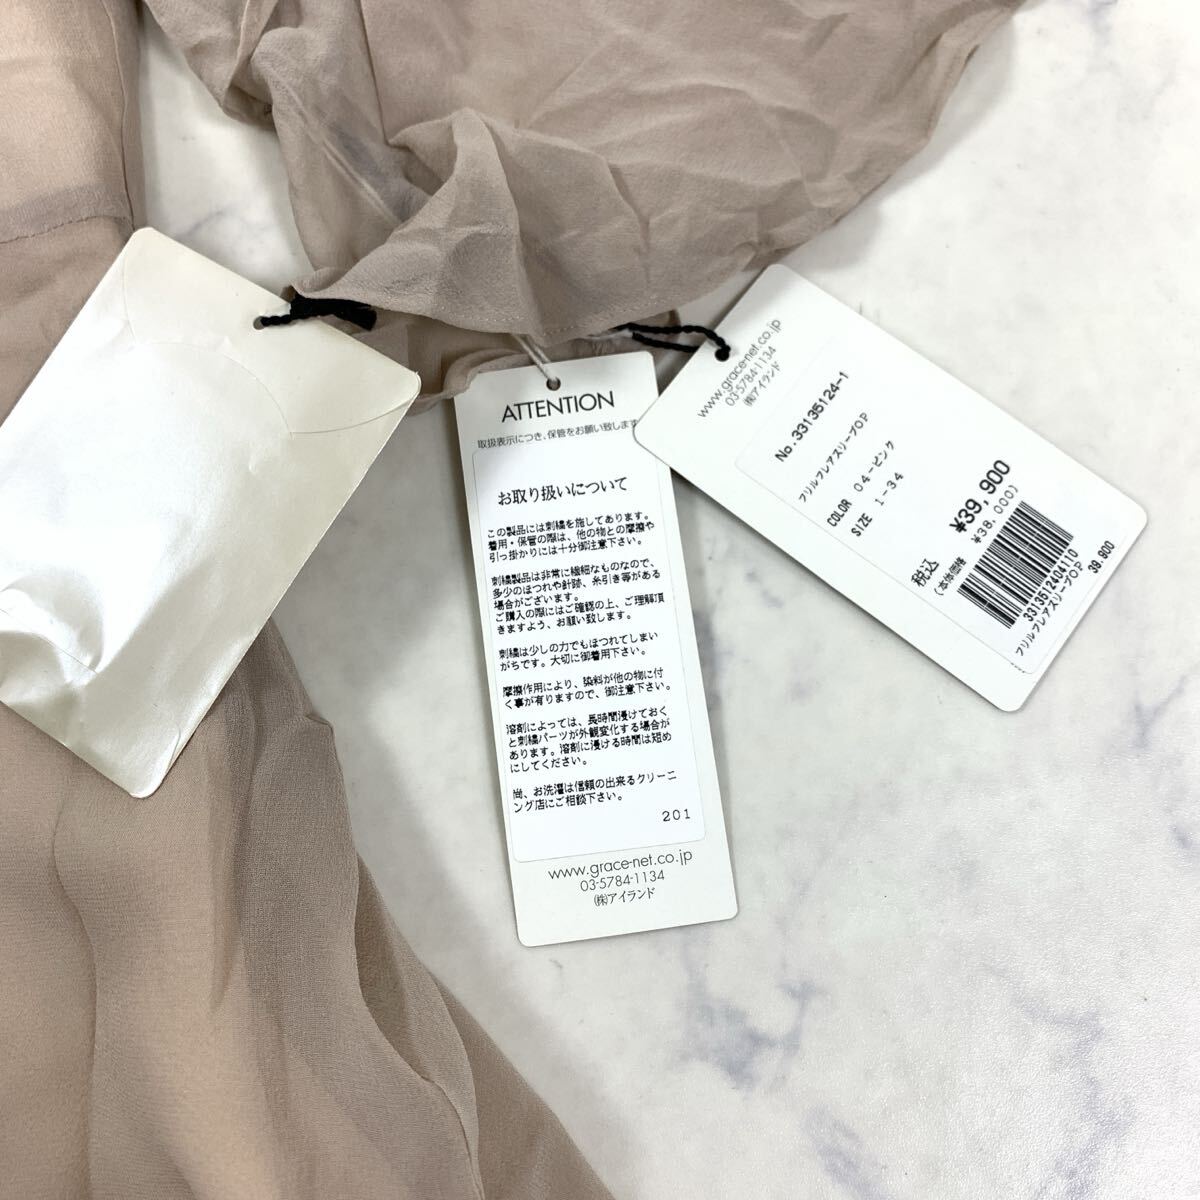 ATTENTION
取扱表示につき、保管をお願い致します
お取り扱いについて
この製品には刺繍を施してあります。
着用・保管の際は、他の物との摩擦や
引っ掛かりには十分御注意下さい。
刺繍製品は非常に繊細なものなので、
多少のほつれや針跡、糸引き等がある
場合がございます。
ご購入の際にはご確認の上、ご理解頂
きますよう、お願い致します。
刺繍は少しの力でもほつれてしまい
がちです。大切に御着用下さい。
摩擦作用により、染料が他の物に付
く事が有りますので、御注意下さい。
溶剤によっては、長時間浸けておく
と刺繍パーツが外観変化する場合が
あります。溶剤に浸ける時間は短め
にしてください。
尚、お洗濯は信頼の出来るクリーニ
ング店にご相談下さい。
201
www.grace-net.co.jp
03-5784-1134
(株)アイランド
www.grace-net.co.jp
03-5784-1134
(株)アイランド
No.33135124-1
フリルフレアスリーブOP
COLOR 04-ピンク
SIZE 1-34
税込 ¥39,900
(本体価格 ¥38,000)
3313512404110
フリルフレアスリーブOP
39,900